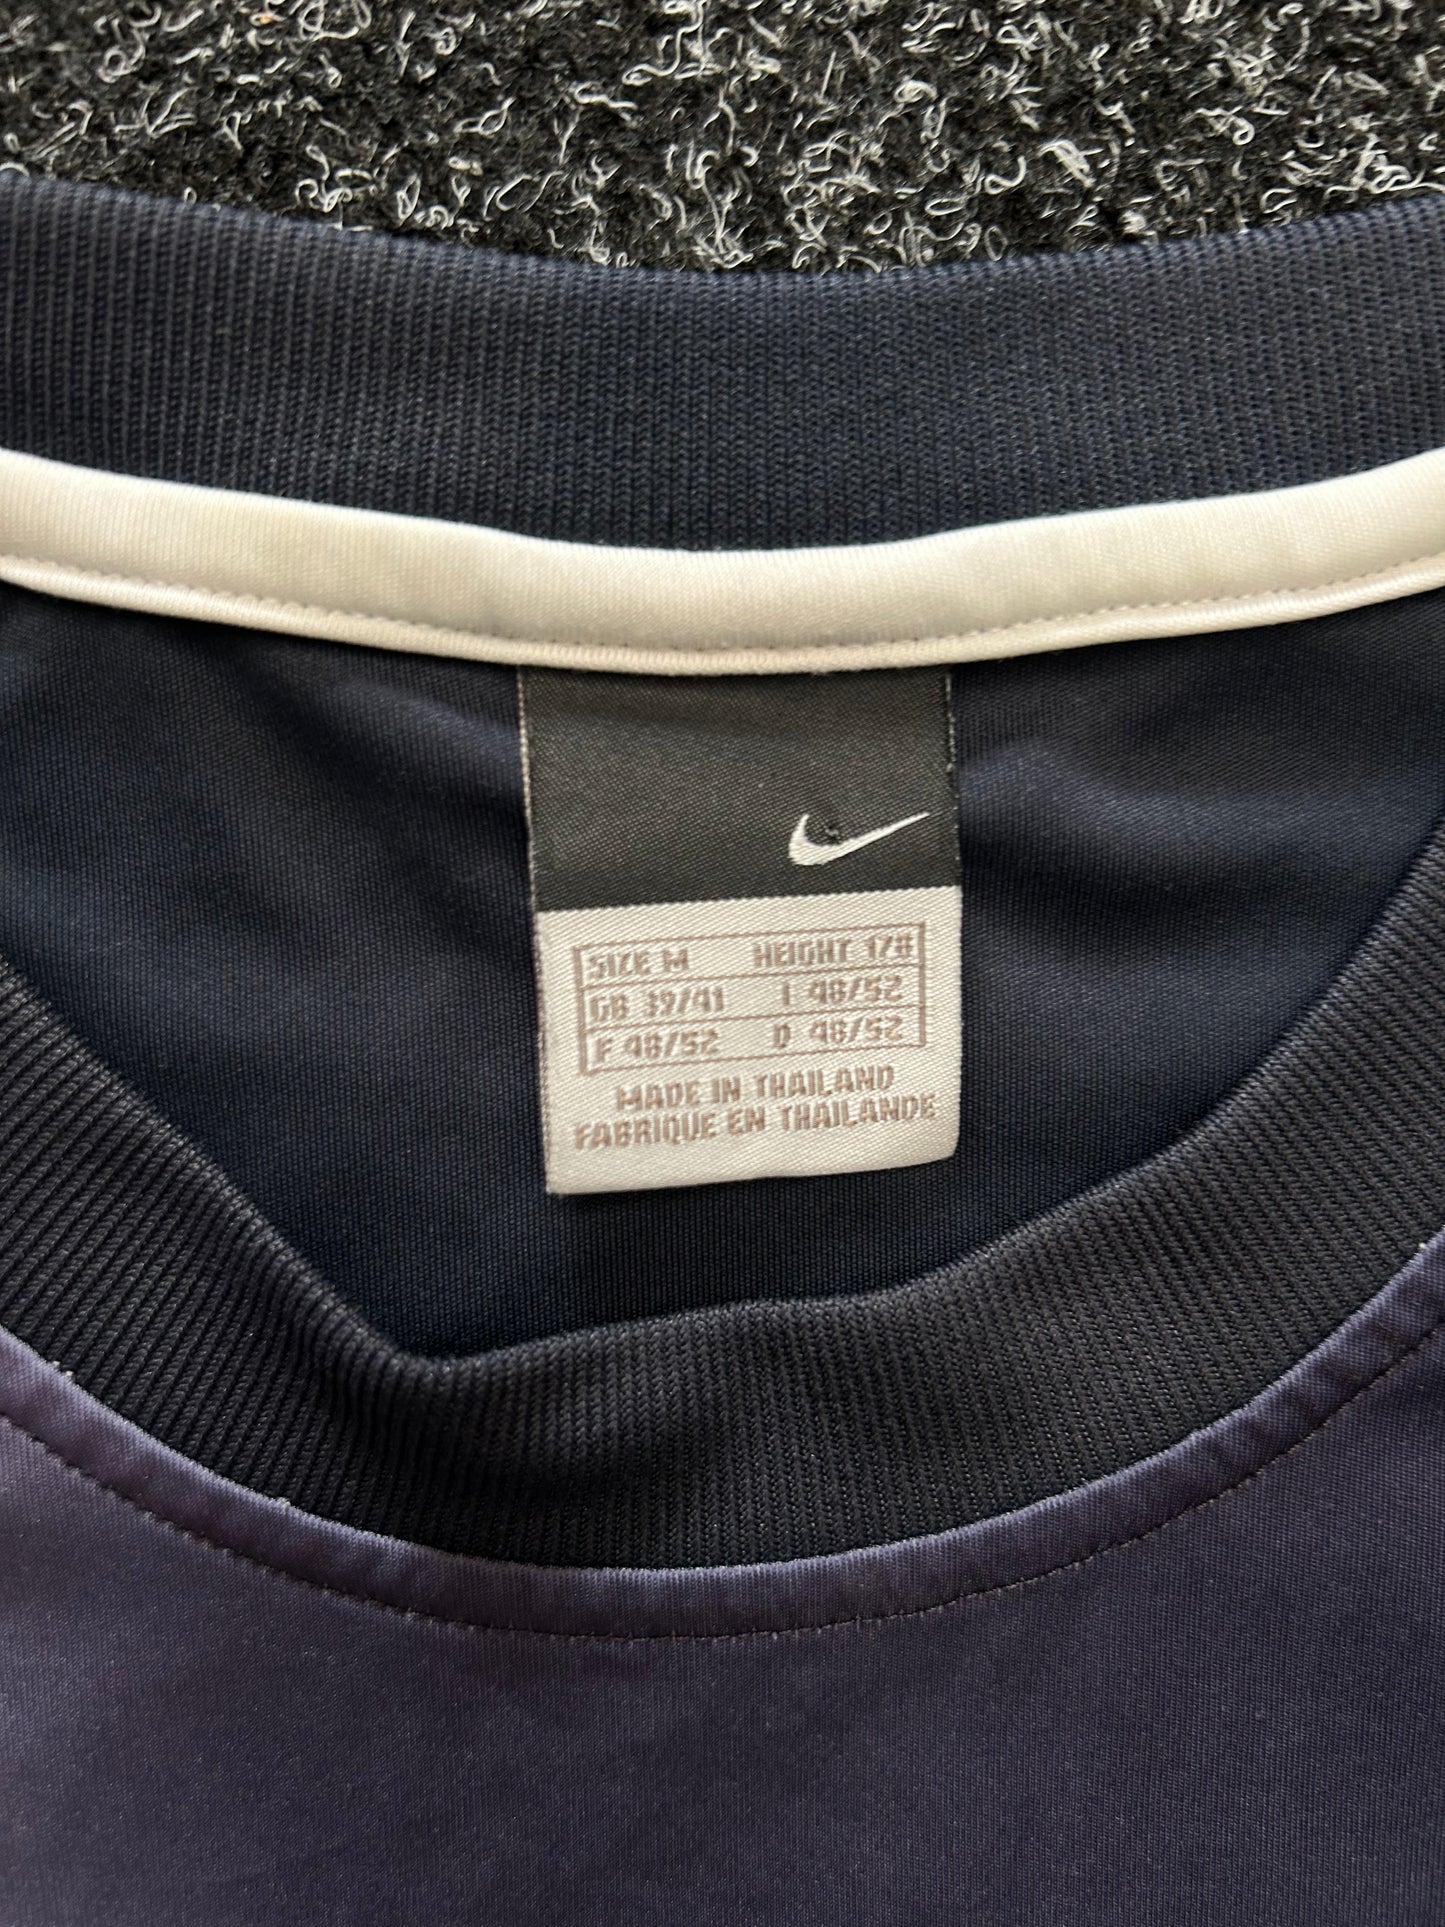 SIZE M HEIGHT 178
GB 39/41 I 48/52
F 48/52 D 48/52
MADE IN THAILAND
FABRIQUE EN THAILANDE